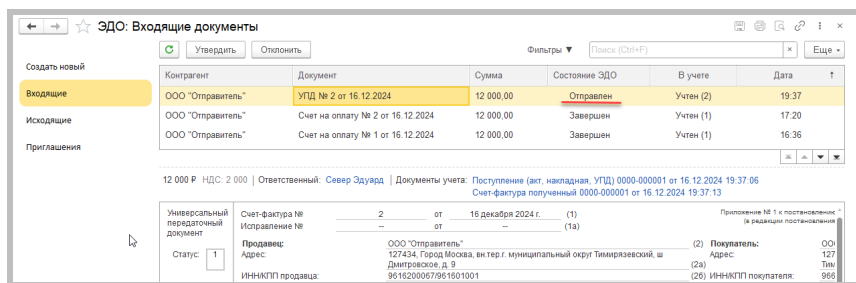 ЭДО: Входящие документы
Утвердить Отклонить Фильтры ▼ Поиск (Ctrl+F) × Еще
Создать новый
Входящие
Исходящие
Приглашения
Контрагент Документ Сумма Состояние ЭДО В учете Дата ↑
ООО "Отправитель" УПД № 2 от 16.12.2024 12 000,00 Отправлен Учтен (2) 19:37
ООО "Отправитель" Счет на оплату № 2 от 16.12.2024 12 000,00 Завершен Учтен (1) 17:20
ООО "Отправитель" Счет на оплату № 1 от 16.12.2024 12 000,00 Завершен Учтен (1) 16:36
12 000 ₽ НДС: 2 000 | Ответственный: Север Эдуард | Документы учета: Поступление (акт, накладная, УПД) 0000-000001 от 16.12.2024 19:37:06
Счет-фактура полученный 0000-000001 от 16.12.2024 19:37:13
Универсальный передаточный документ
Статус: 1
Счет-фактура № 2 от 16 декабря 2024 г. (1)
Исправление № -- от -- (1а)
Приложение № 1 к постановлению
(в редакции постановления
Продавец: ООО "Отправитель" (2) Покупатель: ООО
Адрес: 127434, Город Москва, вн.тер.г. муниципальный округ Тимирязевский, ш Дмитровское, д. 9 (2а) Адрес: 127
Тим
ИНН/КПП продавца: 9616200067/961601001 (2б) ИНН/КПП покупателя: 966